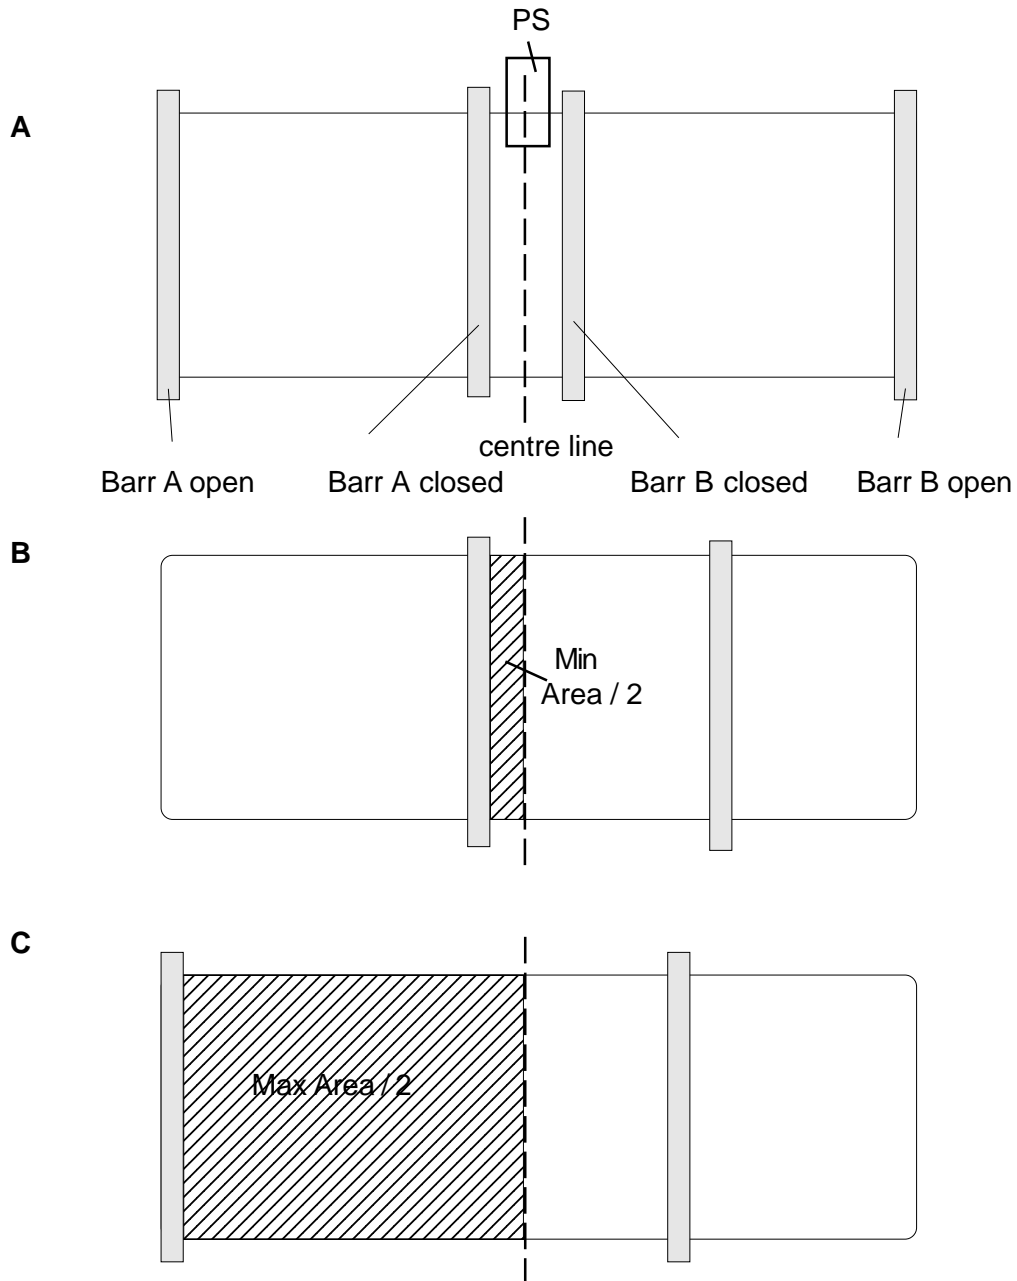 PS
A
centre line
Barr A open
Barr A closed
Barr B closed
Barr B open
B
Min
Area / 2
C
Max Area / 2